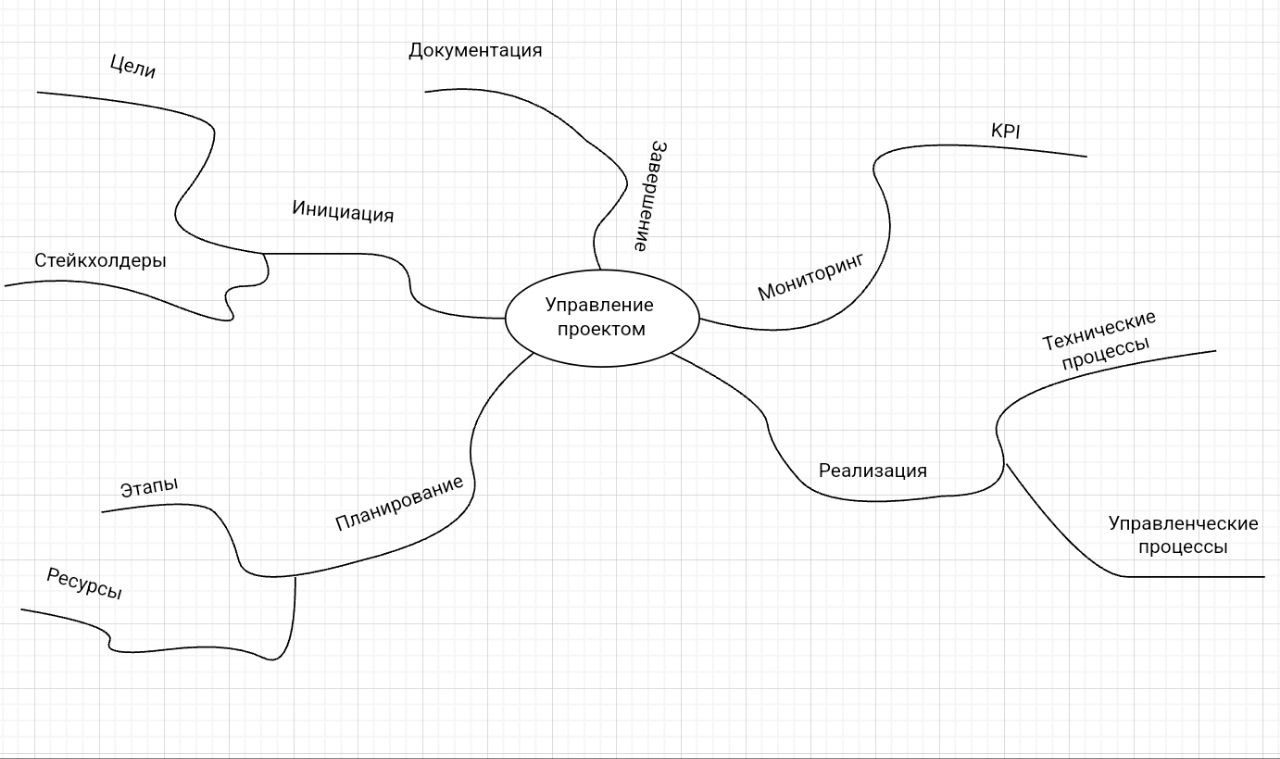 Документация
Цели
KPI
Завершение
Инициация
Стейкхолдеры
Мониторинг
Управление
проектом
Технические
процессы
Реализация
Этапы
Планирование
Управленческие
процессы
Ресурсы